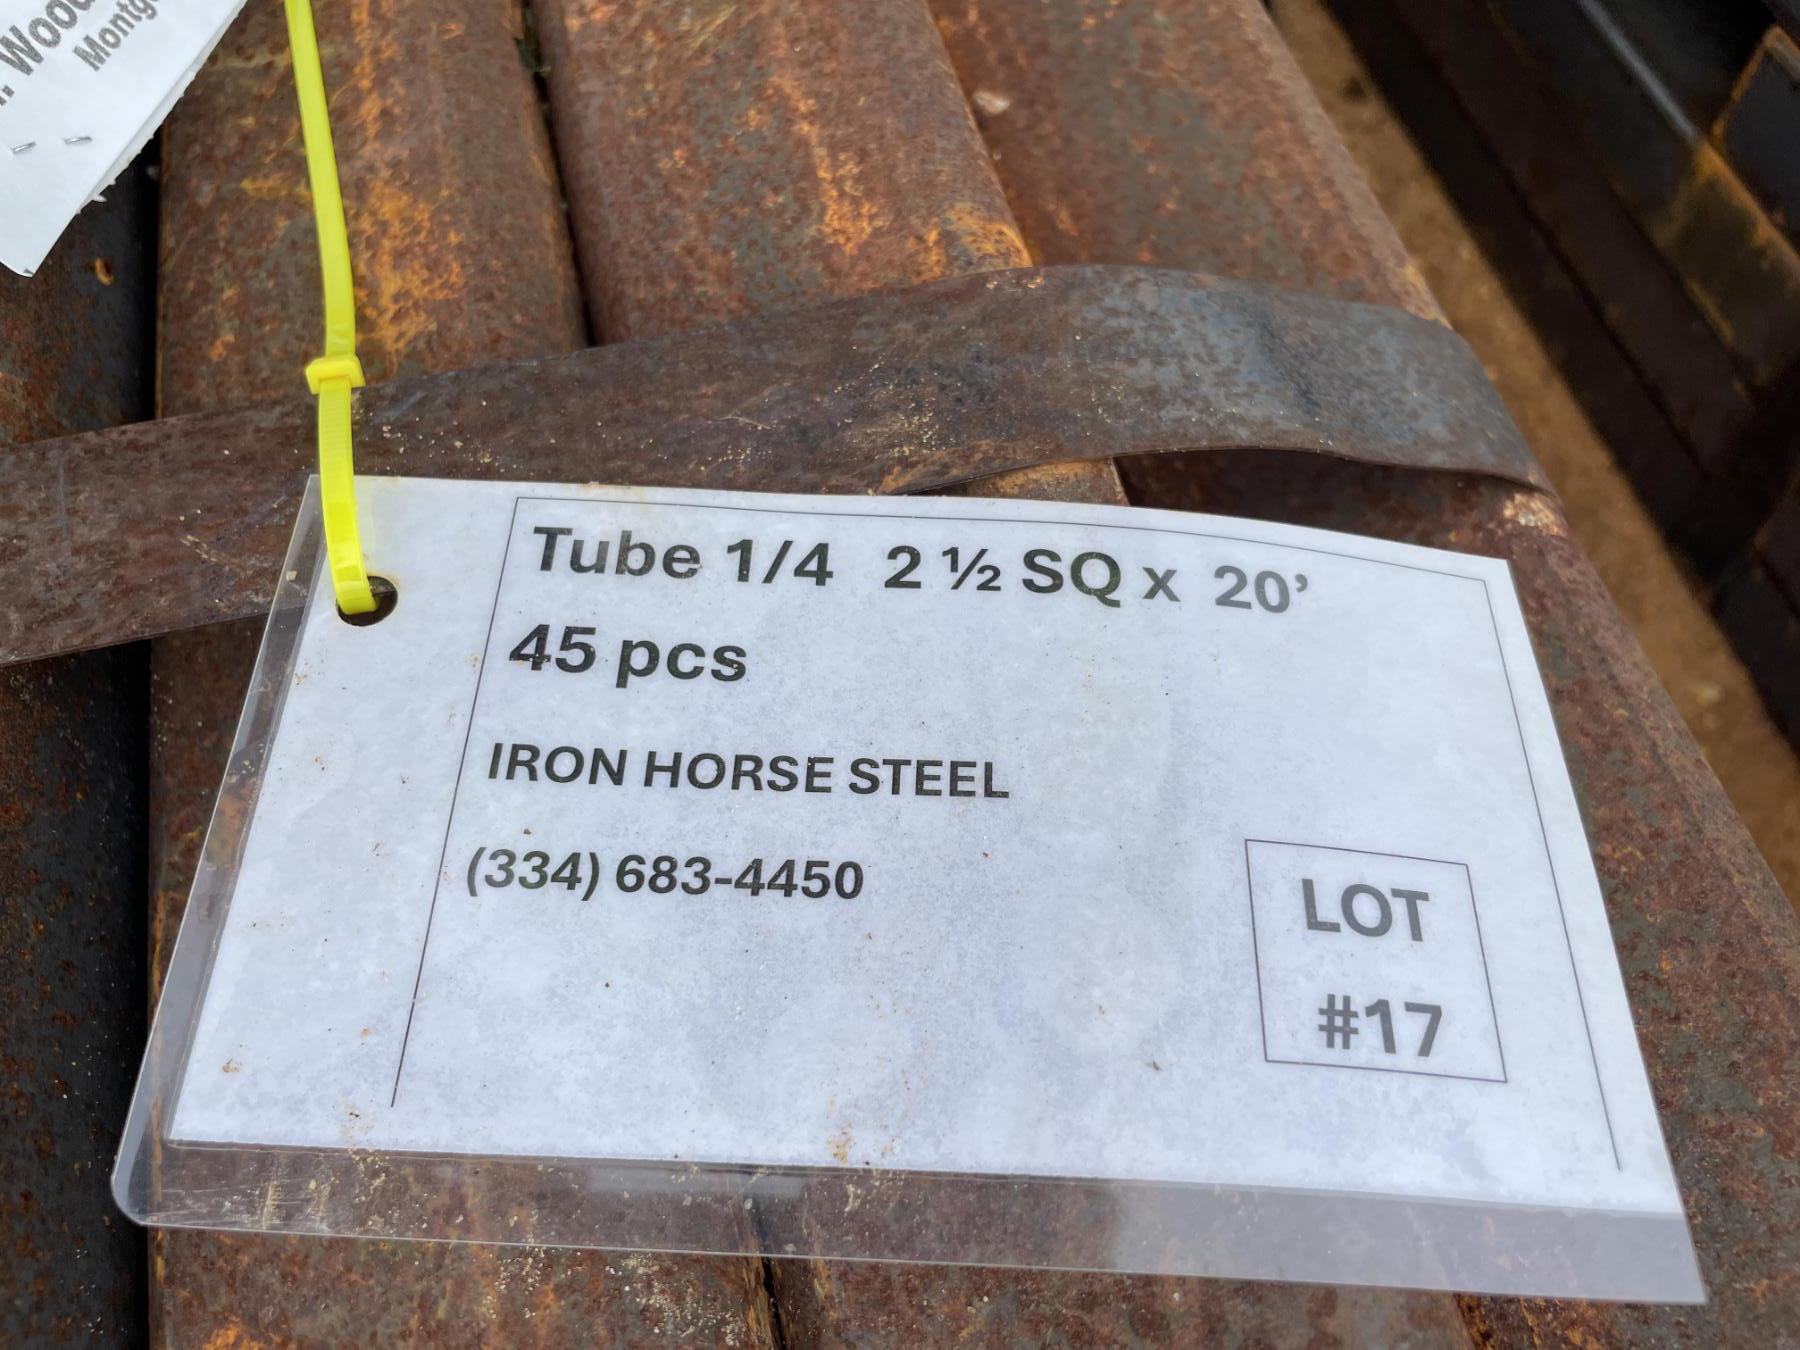 Tube 1/4 2 ½ SQ x 20’
45 pcs
IRON HORSE STEEL
(334) 683-4450
LOT
#17